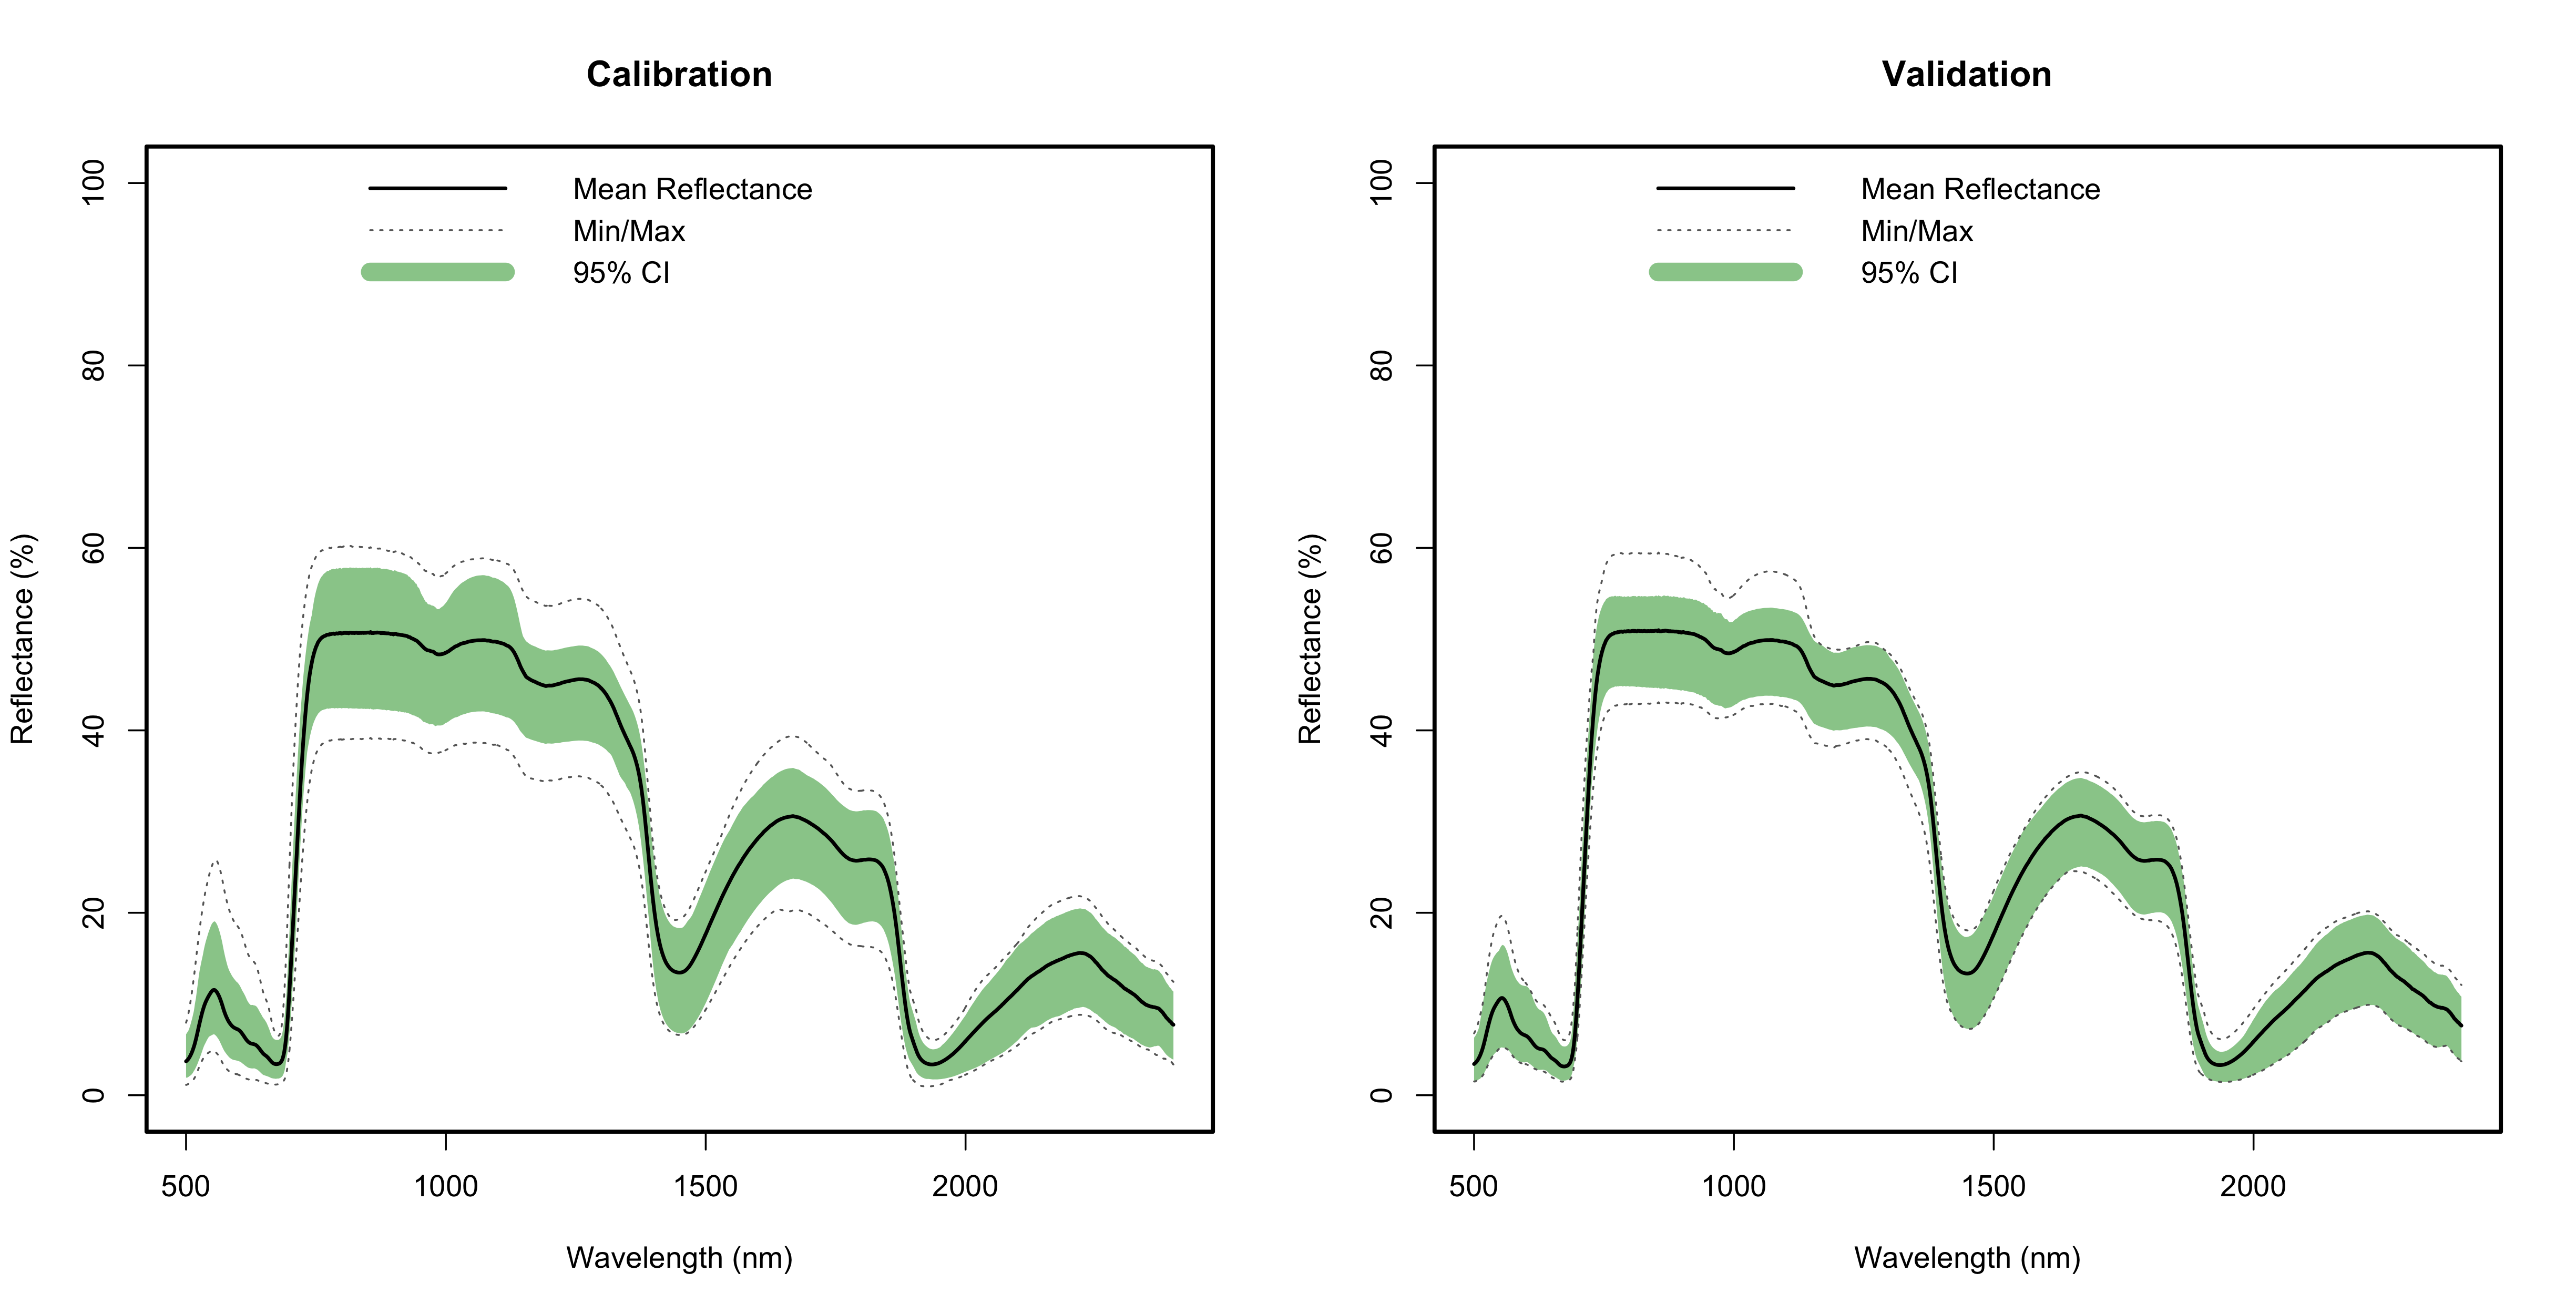 Calibration
Mean Reflectance
Min/Max
95% CI
Reflectance (%)
100
80
60
40
20
0
500 1000 1500 2000
Wavelength (nm)
Validation
Mean Reflectance
Min/Max
95% CI
Reflectance (%)
100
80
60
40
20
0
500 1000 1500 2000
Wavelength (nm)